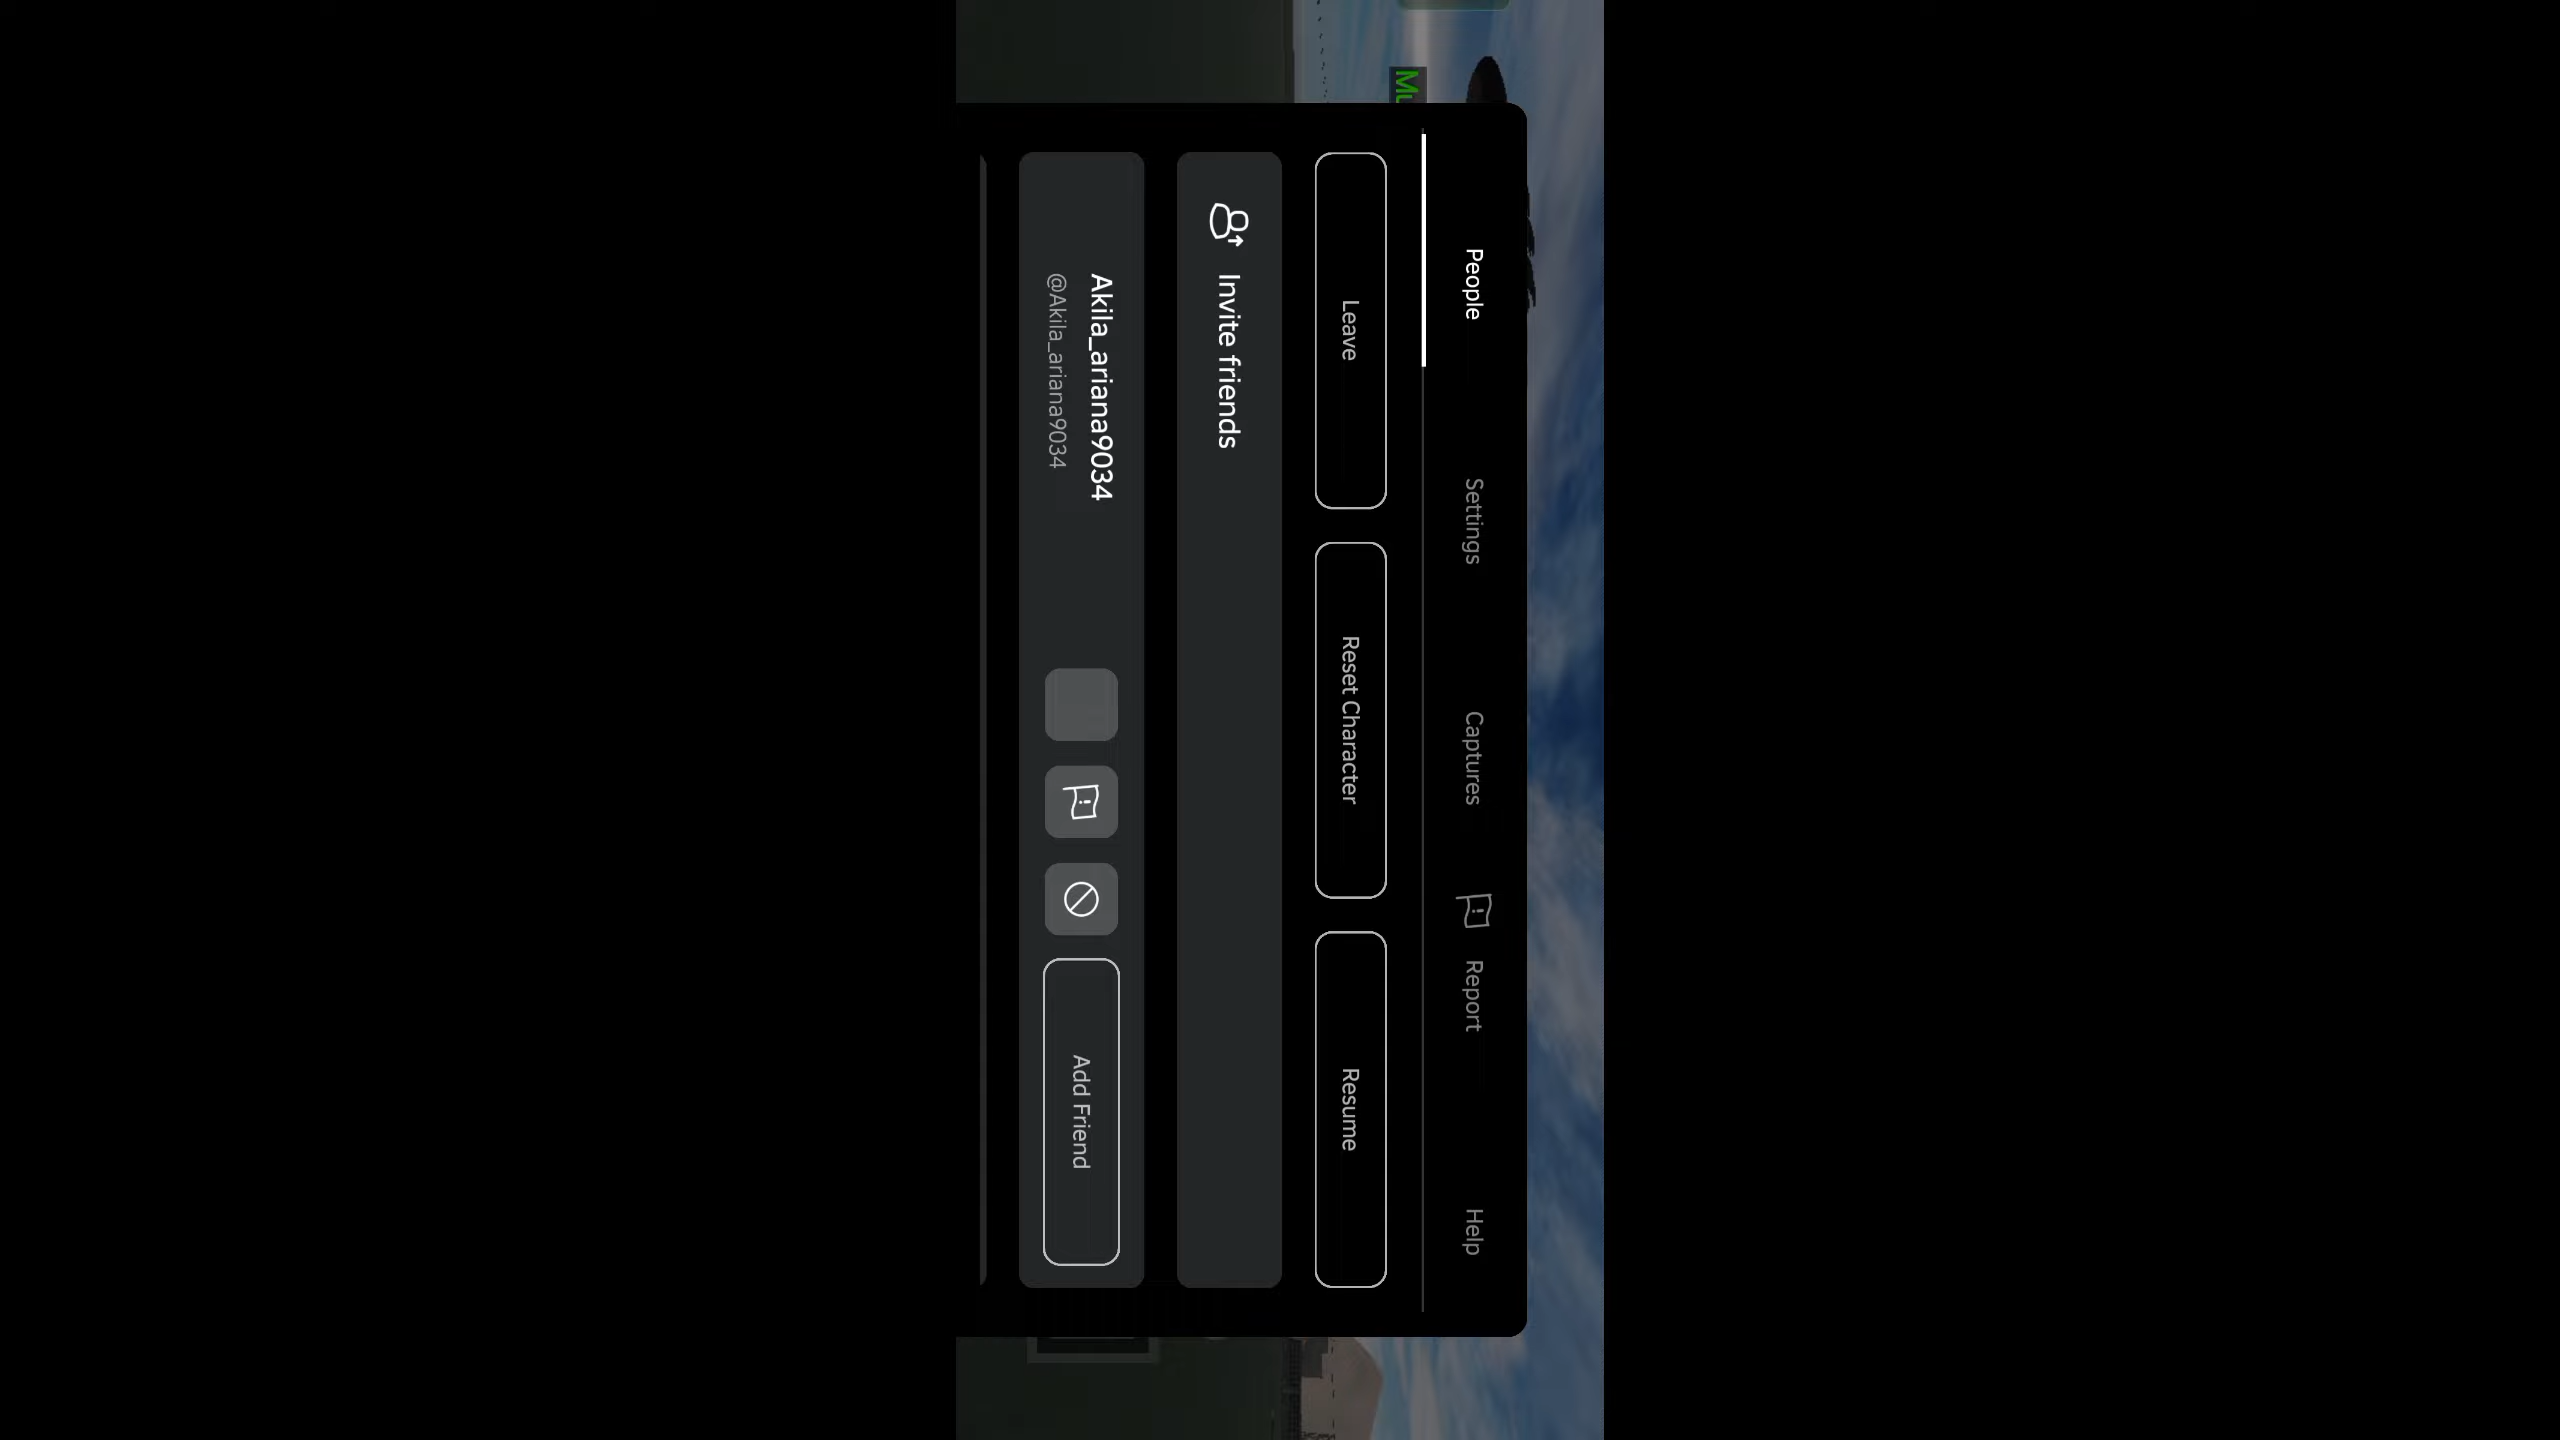 People
Settings
Captures
Report
Help
Leave
Reset Character
Resume
Invite friends
Akila_ariana9034
@Akila_ariana9034
Add Friend